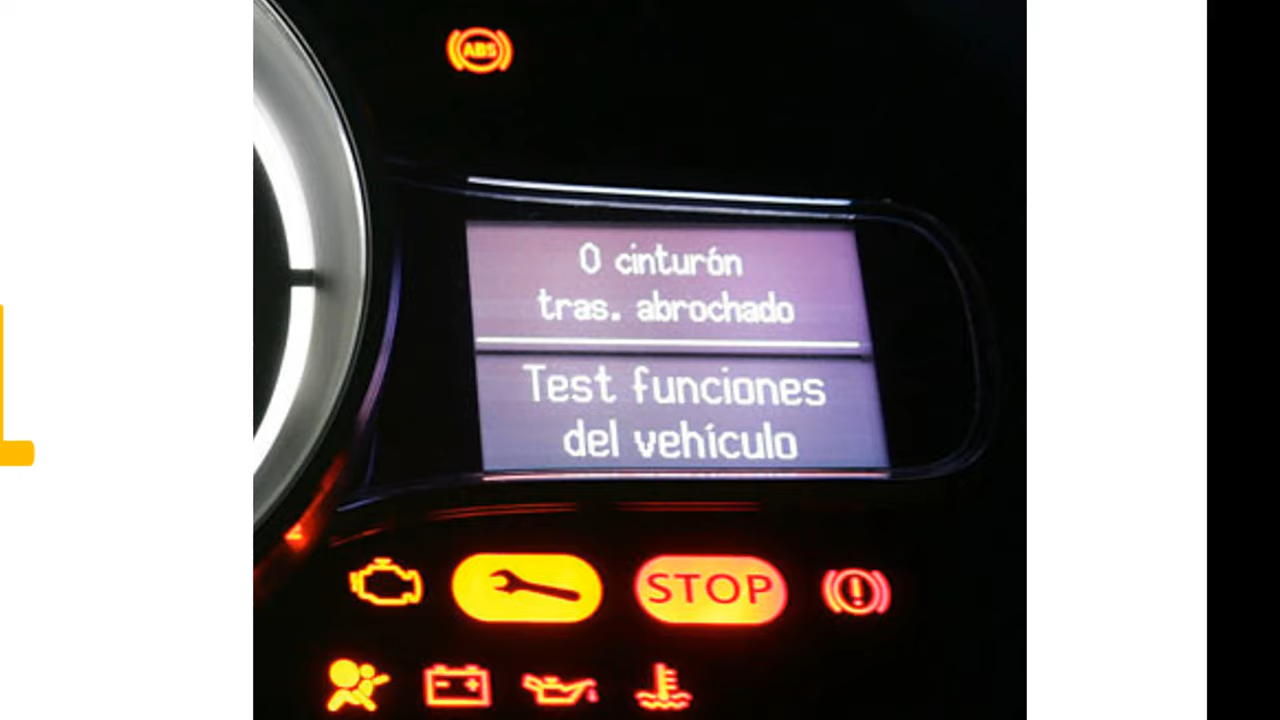 ABS
0 cinturón
tras. abrochado
Test funciones
del vehículo
STOP